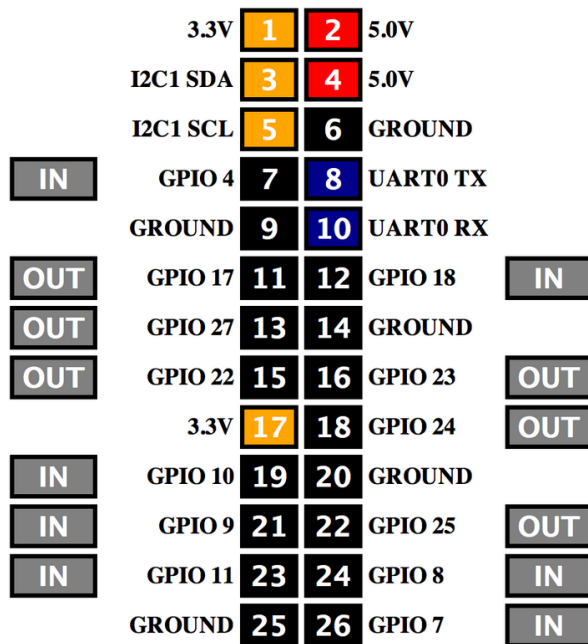 3.3V 1 2 5.0V
I2C1 SDA 3 4 5.0V
I2C1 SCL 5 6 GROUND
IN GPIO 4 7 8 UART0 TX
GROUND 9 10 UART0 RX
OUT GPIO 17 11 12 GPIO 18 IN
OUT GPIO 27 13 14 GROUND
OUT GPIO 22 15 16 GPIO 23 OUT
3.3V 17 18 GPIO 24 OUT
IN GPIO 10 19 20 GROUND
IN GPIO 9 21 22 GPIO 25 OUT
IN GPIO 11 23 24 GPIO 8 IN
GROUND 25 26 GPIO 7 IN